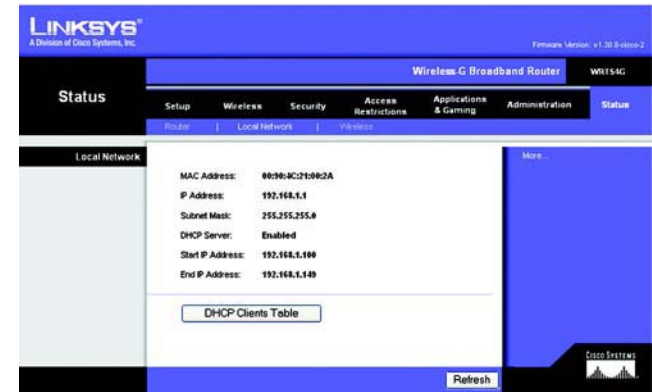 LINKSYS®
A Division of Cisco Systems, Inc.
Firmware Version: v1.30.8-cisco-2
Wireless-G Broadband Router WRT54G
Status
Setup Wireless Security Access Restrictions Applications & Gaming Administration Status
Router | Local Network | Wireless
Local Network
More...
MAC Address: 00:90:4C:21:00:2A
IP Address: 192.168.1.1
Subnet Mask: 255.255.255.0
DHCP Server: Enabled
Start IP Address: 192.168.1.100
End IP Address: 192.168.1.149
DHCP Clients Table
Refresh
CISCO SYSTEMS